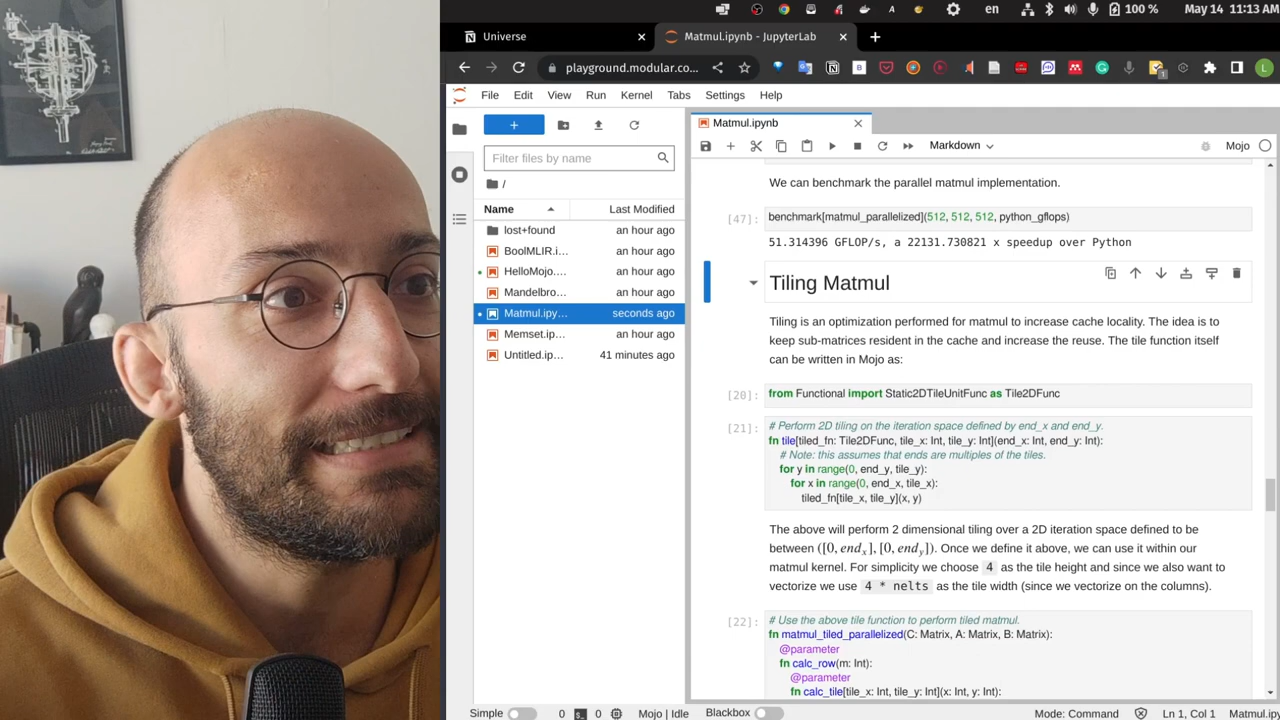 en
100 %
May 14 11:13 AM
Universe
Matmul.ipynb - JupyterLab
playground.modular.co...
File Edit View Run Kernel Tabs Settings Help
Matmul.ipynb
Filter files by name
Markdown
Mojo
/
Name Last Modified
lost+found an hour ago
BoolMLIR.i... an hour ago
HelloMojo.... an hour ago
Mandelbro... an hour ago
Matmul.ipy... seconds ago
Memset.ip... an hour ago
Untitled.ip... 41 minutes ago
We can benchmark the parallel matmul implementation.
[47]: benchmark[matmul_parallelized](512, 512, 512, python_gflops)
51.314396 GFLOP/s, a 22131.730821 x speedup over Python
Tiling Matmul
Tiling is an optimization performed for matmul to increase cache locality. The idea is to
keep sub-matrices resident in the cache and increase the reuse. The tile function itself
can be written in Mojo as:
[20]: from Functional import Static2DTileUnitFunc as Tile2DFunc
[21]: # Perform 2D tiling on the iteration space defined by end_x and end_y.
fn tile[tiled_fn: Tile2DFunc, tile_x: Int, tile_y: Int](end_x: Int, end_y: Int):
# Note: this assumes that ends are multiples of the tiles.
for y in range(0, end_y, tile_y):
for x in range(0, end_x, tile_x):
tiled_fn[tile_x, tile_y](x, y)
The above will perform 2 dimensional tiling over a 2D iteration space defined to be
between ([0, end_x], [0, end_y]). Once we define it above, we can use it within our
matmul kernel. For simplicity we choose 4 as the tile height and since we also want to
vectorize we use 4 * nelts as the tile width (since we vectorize on the columns).
[22]: # Use the above tile function to perform tiled matmul.
fn matmul_tiled_parallelized(C: Matrix, A: Matrix, B: Matrix):
@parameter
fn calc_row(m: Int):
@parameter
fn calc_tile[tile_x: Int, tile_y: Int](x: Int, y: Int):
Simple 0 0 Mojo | Idle Blackbox Mode: Command Ln 1, Col 1 Matmul.ip